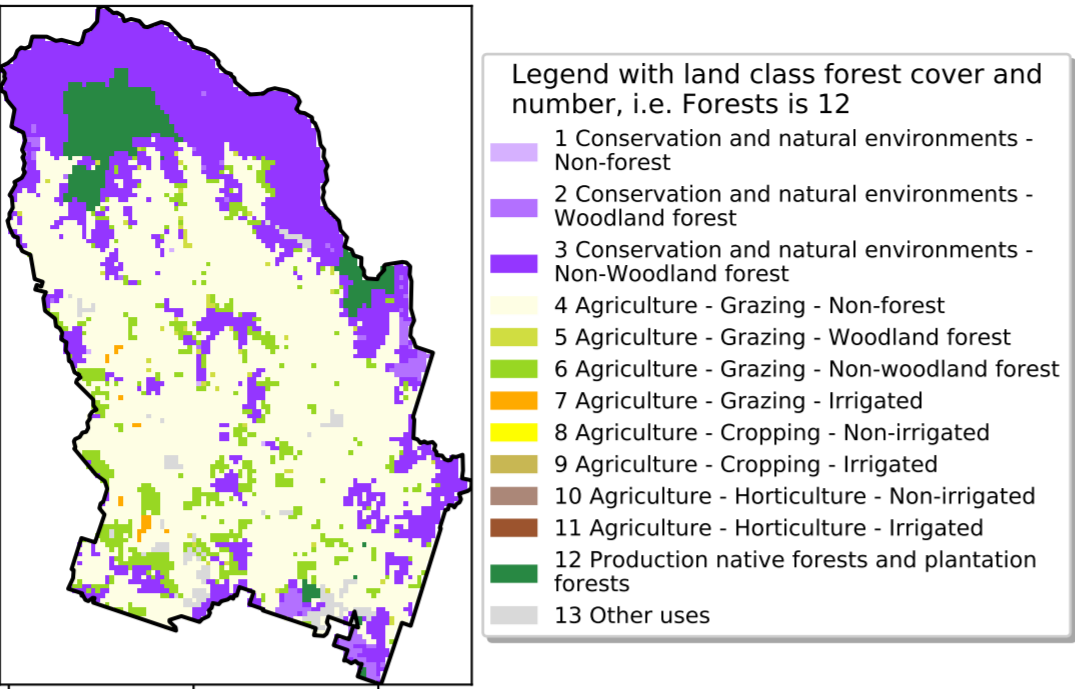 Legend with land class forest cover and
number, i.e. Forests is 12
1 Conservation and natural environments -
Non-forest
2 Conservation and natural environments -
Woodland forest
3 Conservation and natural environments -
Non-Woodland forest
4 Agriculture - Grazing - Non-forest
5 Agriculture - Grazing - Woodland forest
6 Agriculture - Grazing - Non-woodland forest
7 Agriculture - Grazing - Irrigated
8 Agriculture - Cropping - Non-irrigated
9 Agriculture - Cropping - Irrigated
10 Agriculture - Horticulture - Non-irrigated
11 Agriculture - Horticulture - Irrigated
12 Production native forests and plantation
forests
13 Other uses